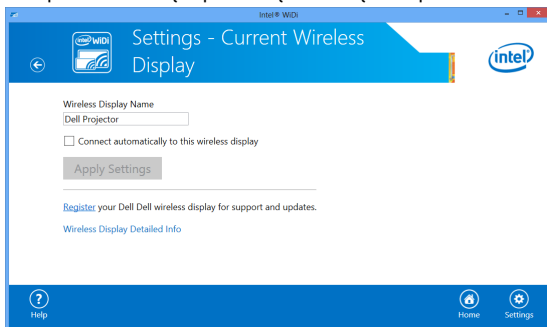 Intel® WiDi
intel WiDi
Settings - Current Wireless
Display
intel
Wireless Display Name
Dell Projector
Connect automatically to this wireless display
Apply Settings
Register your Dell Dell wireless display for support and updates.
Wireless Display Detailed Info
?
Help
Home
Settings